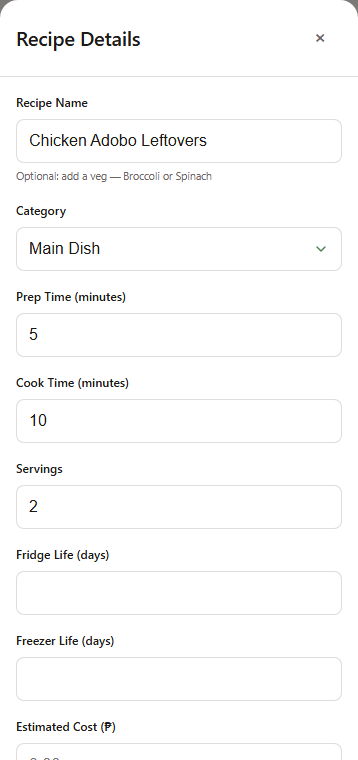 Recipe Details
×
Recipe Name
Chicken Adobo Leftovers
Optional: add a veg — Broccoli or Spinach
Category
Main Dish
Prep Time (minutes)
5
Cook Time (minutes)
10
Servings
2
Fridge Life (days)
Freezer Life (days)
Estimated Cost (₱)